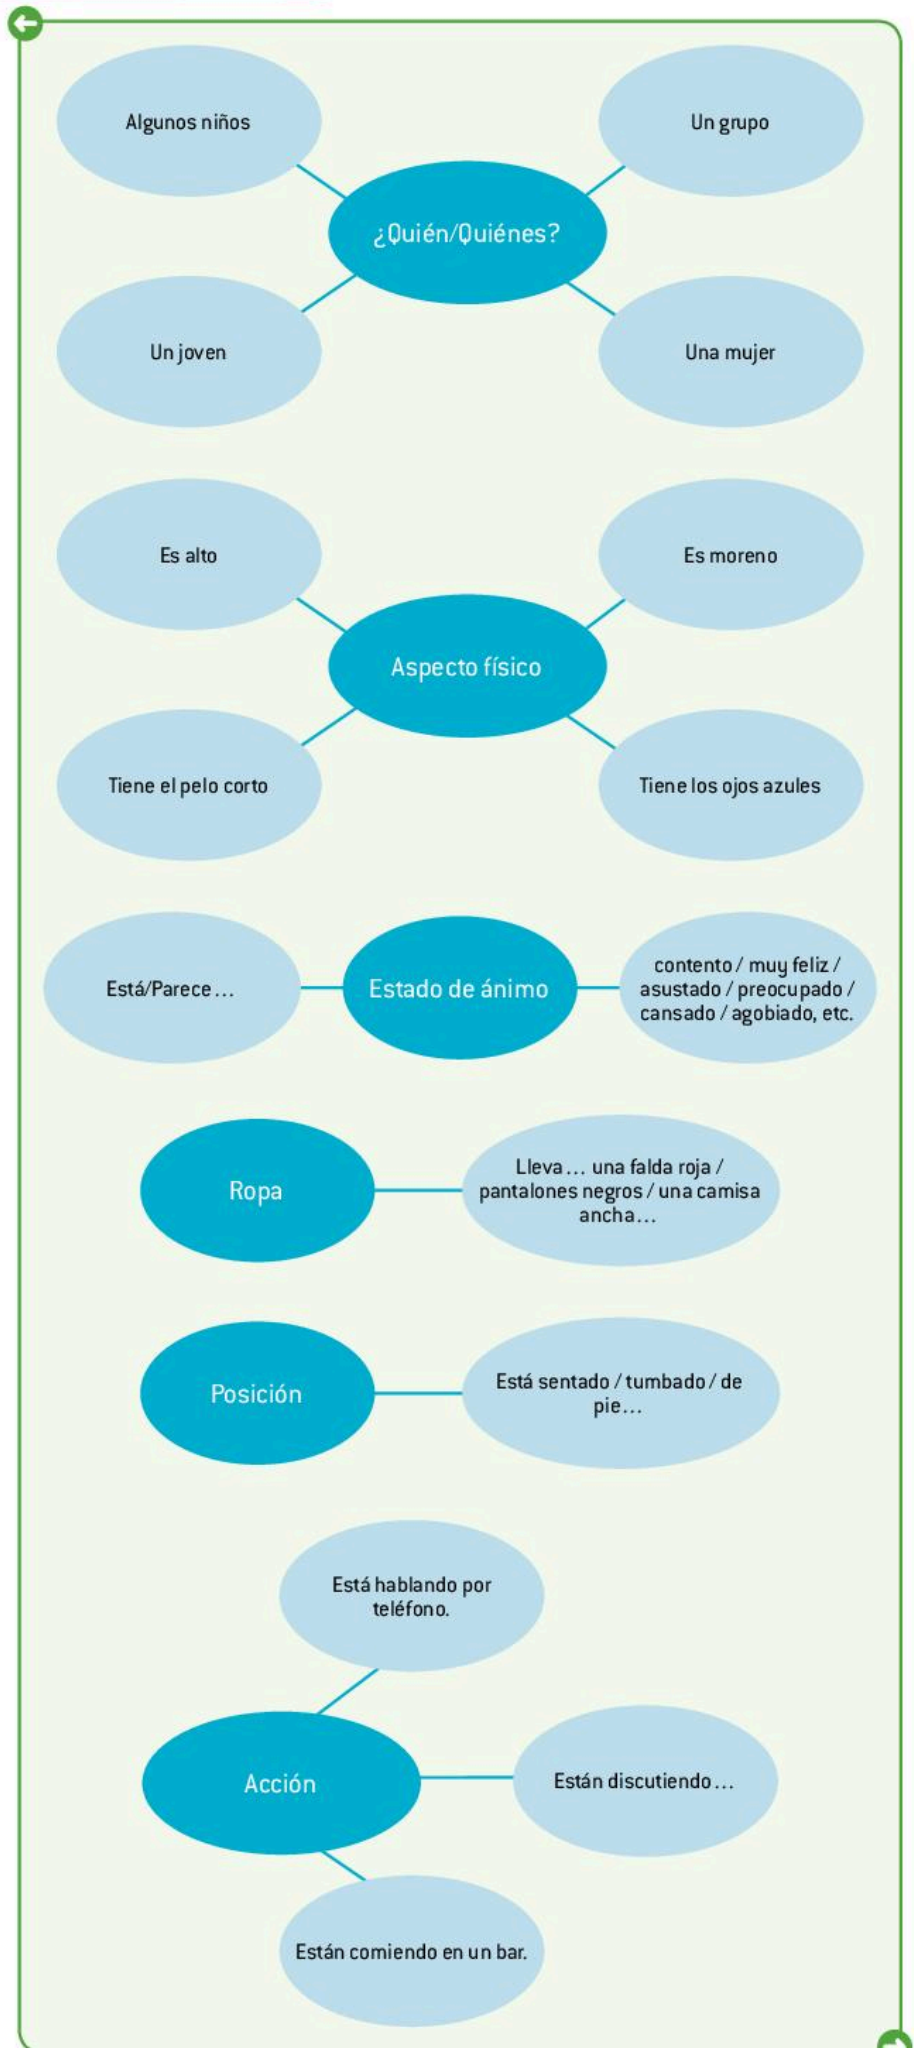 Algunos niños
Un grupo
¿Quién/Quiénes?
Un joven
Una mujer
Es alto
Es moreno
Aspecto físico
Tiene el pelo corto
Tiene los ojos azules
Está/Parece...
Estado de ánimo
contento / muy feliz /
asustado / preocupado /
cansado / agobiado, etc.
Ropa
Lleva... una falda roja /
pantalones negros / una camisa
ancha...
Posición
Está sentado / tumbado / de
pie...
Está hablando por
teléfono.
Acción
Están discutiendo...
Están comiendo en un bar.